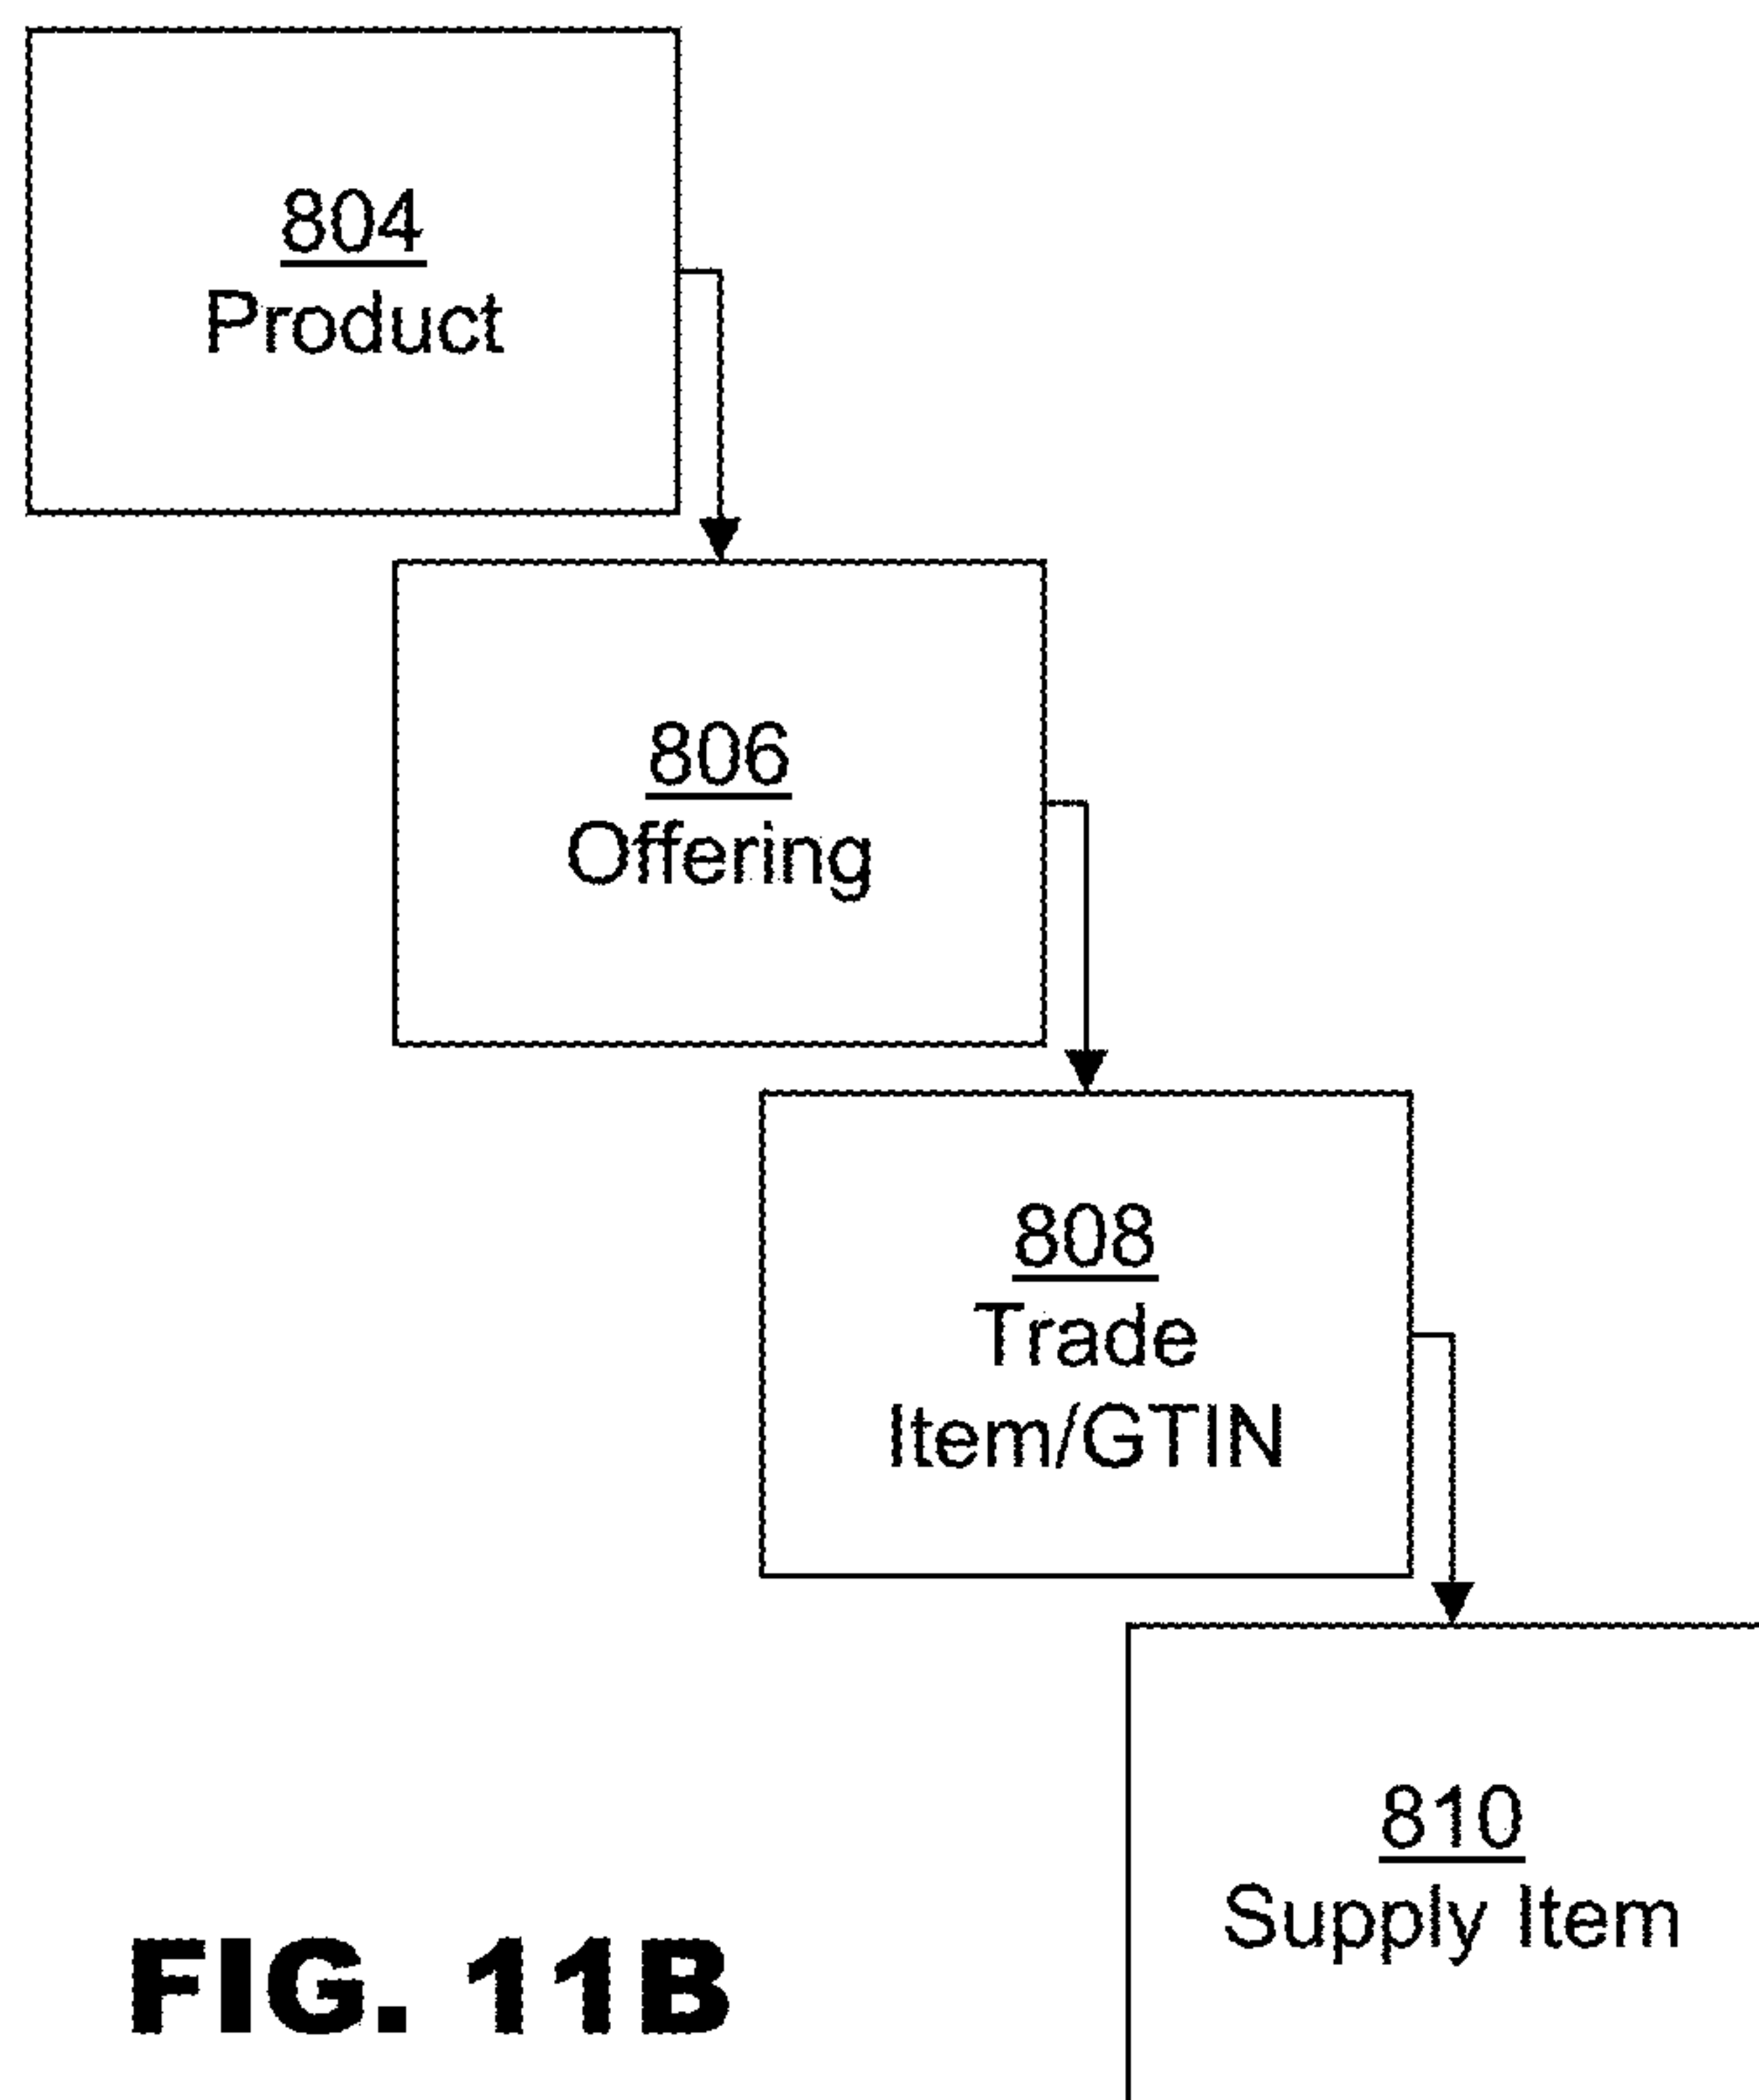 804
Product
806
Offering
808
Trade
Item/GTIN
810
Supply Item
FIG. 11B